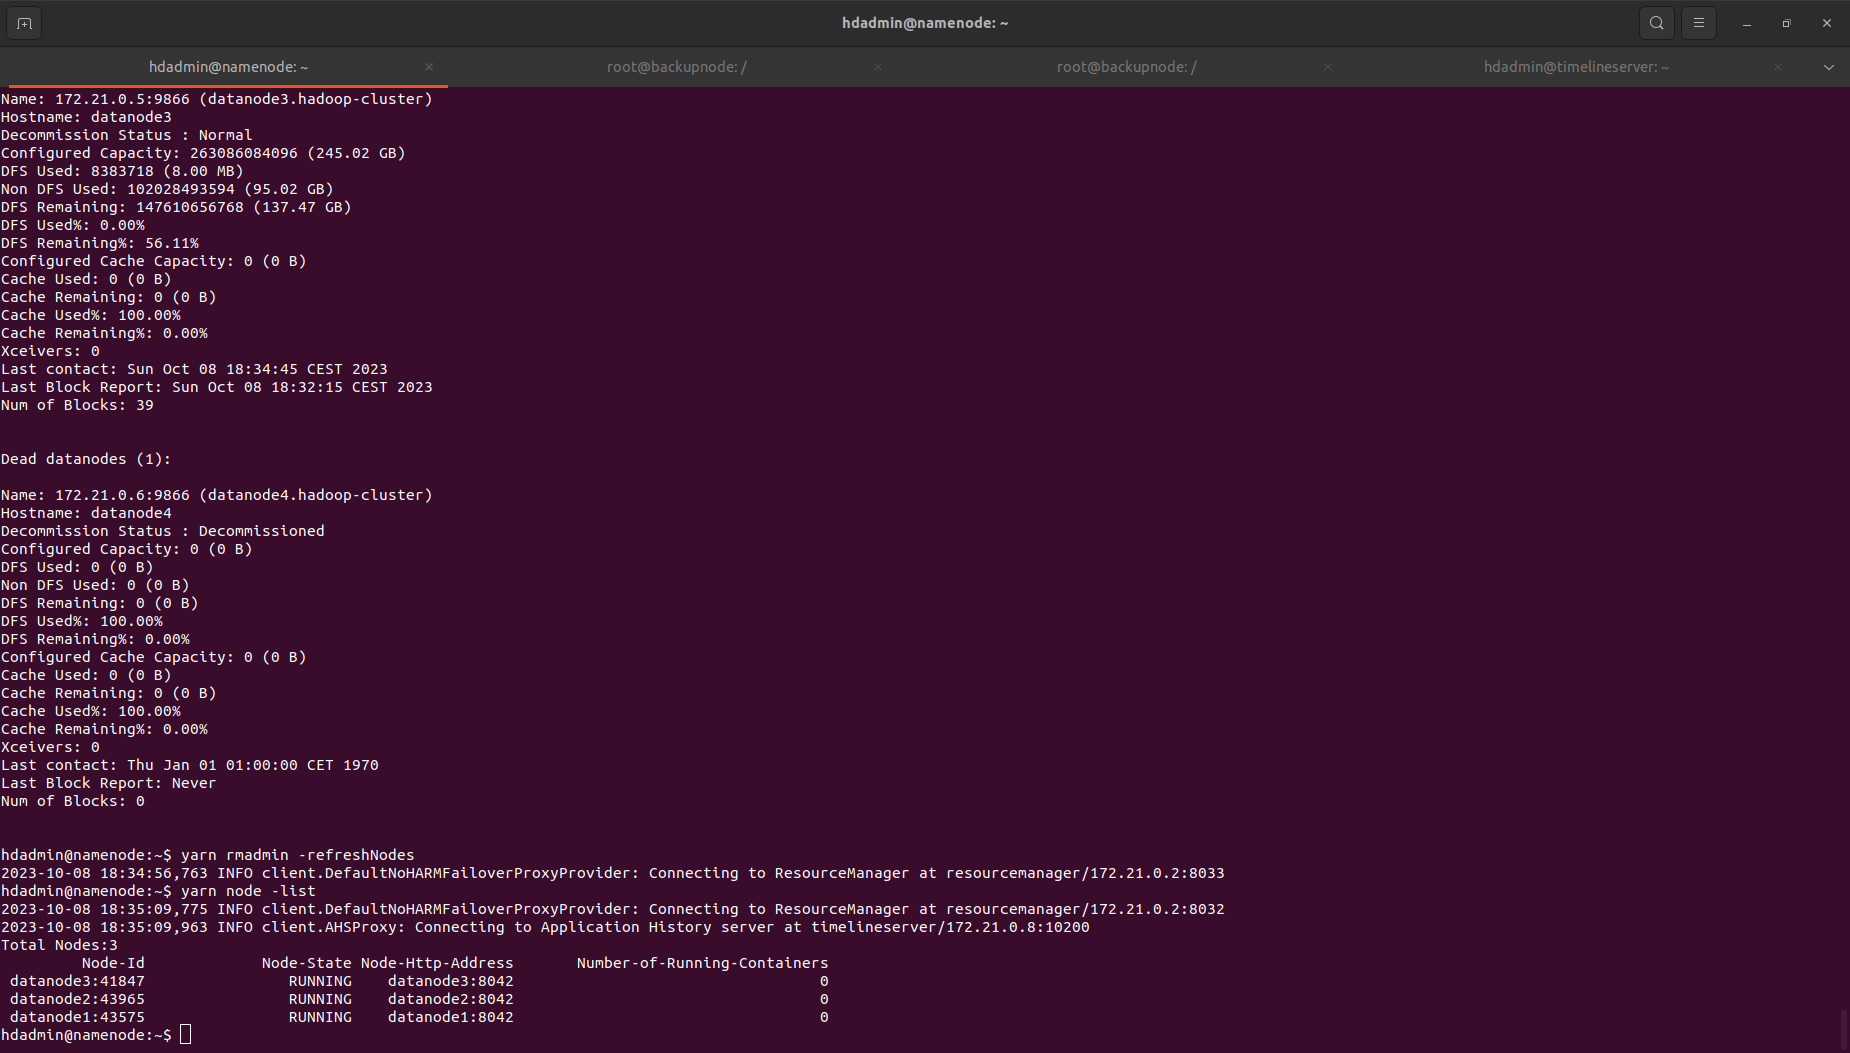 hdadmin@namenode: ~
hdadmin@namenode: ~
root@backupnode: /
root@backupnode: /
hdadmin@timelineserver: ~
Name: 172.21.0.5:9866 (datanode3.hadoop-cluster)
Hostname: datanode3
Decommission Status : Normal
Configured Capacity: 263086084096 (245.02 GB)
DFS Used: 8383718 (8.00 MB)
Non DFS Used: 102028493594 (95.02 GB)
DFS Remaining: 147610656768 (137.47 GB)
DFS Used%: 0.00%
DFS Remaining%: 56.11%
Configured Cache Capacity: 0 (0 B)
Cache Used: 0 (0 B)
Cache Remaining: 0 (0 B)
Cache Used%: 100.00%
Cache Remaining%: 0.00%
Xceivers: 0
Last contact: Sun Oct 08 18:34:45 CEST 2023
Last Block Report: Sun Oct 08 18:32:15 CEST 2023
Num of Blocks: 39
Dead datanodes (1):
Name: 172.21.0.6:9866 (datanode4.hadoop-cluster)
Hostname: datanode4
Decommission Status : Decommissioned
Configured Capacity: 0 (0 B)
DFS Used: 0 (0 B)
Non DFS Used: 0 (0 B)
DFS Remaining: 0 (0 B)
DFS Used%: 100.00%
DFS Remaining%: 0.00%
Configured Cache Capacity: 0 (0 B)
Cache Used: 0 (0 B)
Cache Remaining: 0 (0 B)
Cache Used%: 100.00%
Cache Remaining%: 0.00%
Xceivers: 0
Last contact: Thu Jan 01 01:00:00 CET 1970
Last Block Report: Never
Num of Blocks: 0
hdadmin@namenode:~$ yarn rmadmin -refreshNodes
2023-10-08 18:34:56,763 INFO client.DefaultNoHARMFailoverProxyProvider: Connecting to ResourceManager at resourcemanager/172.21.0.2:8033
hdadmin@namenode:~$ yarn node -list
2023-10-08 18:35:09,775 INFO client.DefaultNoHARMFailoverProxyProvider: Connecting to ResourceManager at resourcemanager/172.21.0.2:8032
2023-10-08 18:35:09,963 INFO client.AHSProxy: Connecting to Application History server at timelineserver/172.21.0.8:10200
Total Nodes:3
Node-Id Node-State Node-Http-Address Number-of-Running-Containers
datanode3:41847 RUNNING datanode3:8042 0
datanode2:43965 RUNNING datanode2:8042 0
datanode1:43575 RUNNING datanode1:8042 0
hdadmin@namenode:~$